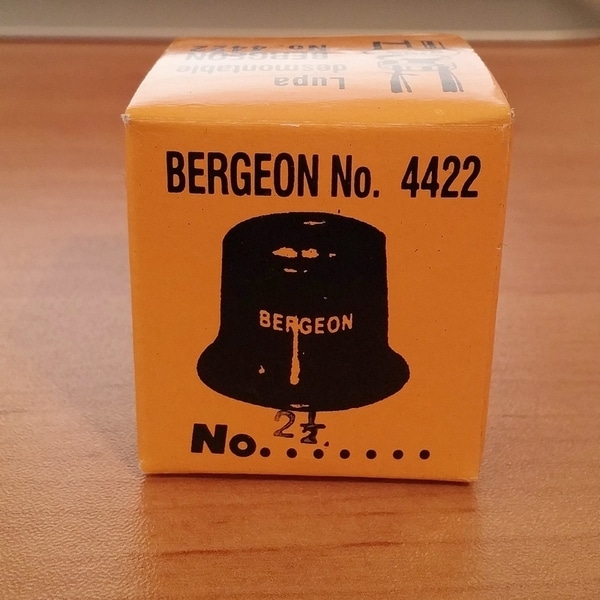 Lupa
desmontable
BERGEON
No. 4422
BERGEON No. 4422
BERGEON
2½
No........